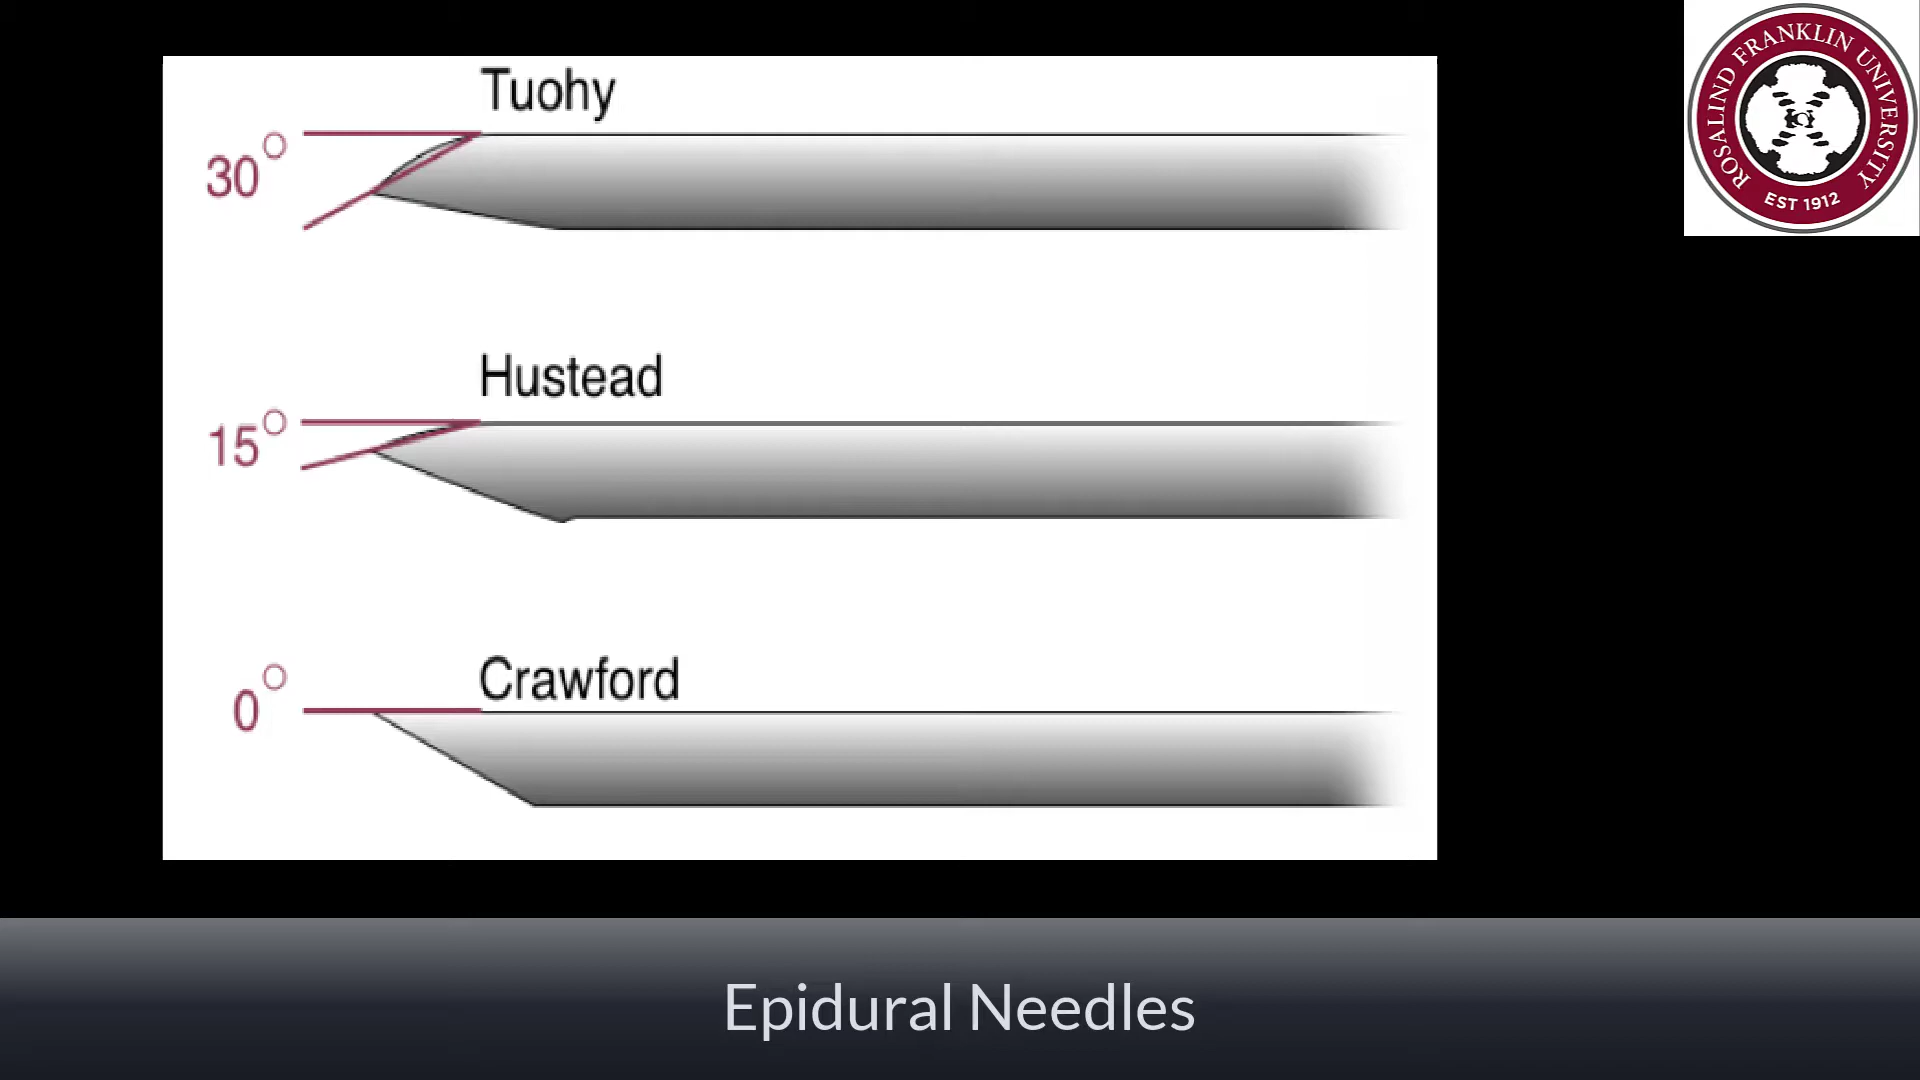 Tuohy
30°
Hustead
15°
Crawford
0°
ROSALIND FRANKLIN UNIVERSITY
EST 1912
Epidural Needles